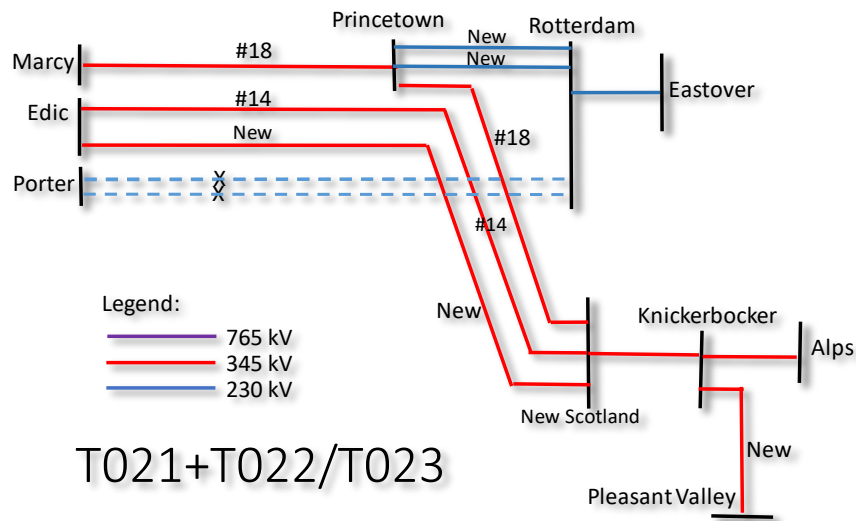 Princetown
Rotterdam
New
#18
New
Marcy
#14
Eastover
Edic
New
#18
X
Porter
X
#14
Legend:
New
Knickerbocker
765 kV
345 kV
Alps
230 kV
New Scotland
T021+T022/T023
New
Pleasant Valley